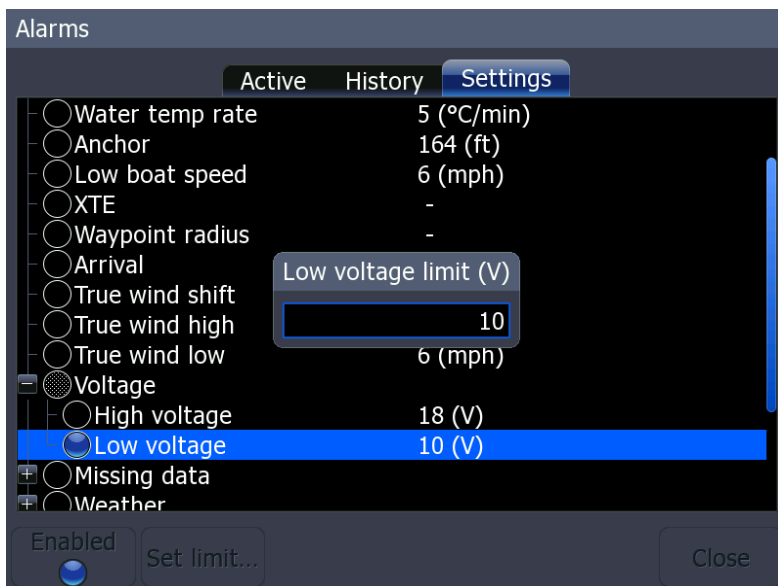 Alarms
Active History Settings
Water temp rate 5 (°C/min)
Anchor 164 (ft)
Low boat speed 6 (mph)
XTE -
Waypoint radius -
Arrival
Low voltage limit (V)
True wind shift
True wind high 10
True wind low 6 (mph)
Voltage
High voltage 18 (V)
Low voltage 10 (V)
Missing data
Weather
Enabled
Set limit... Close